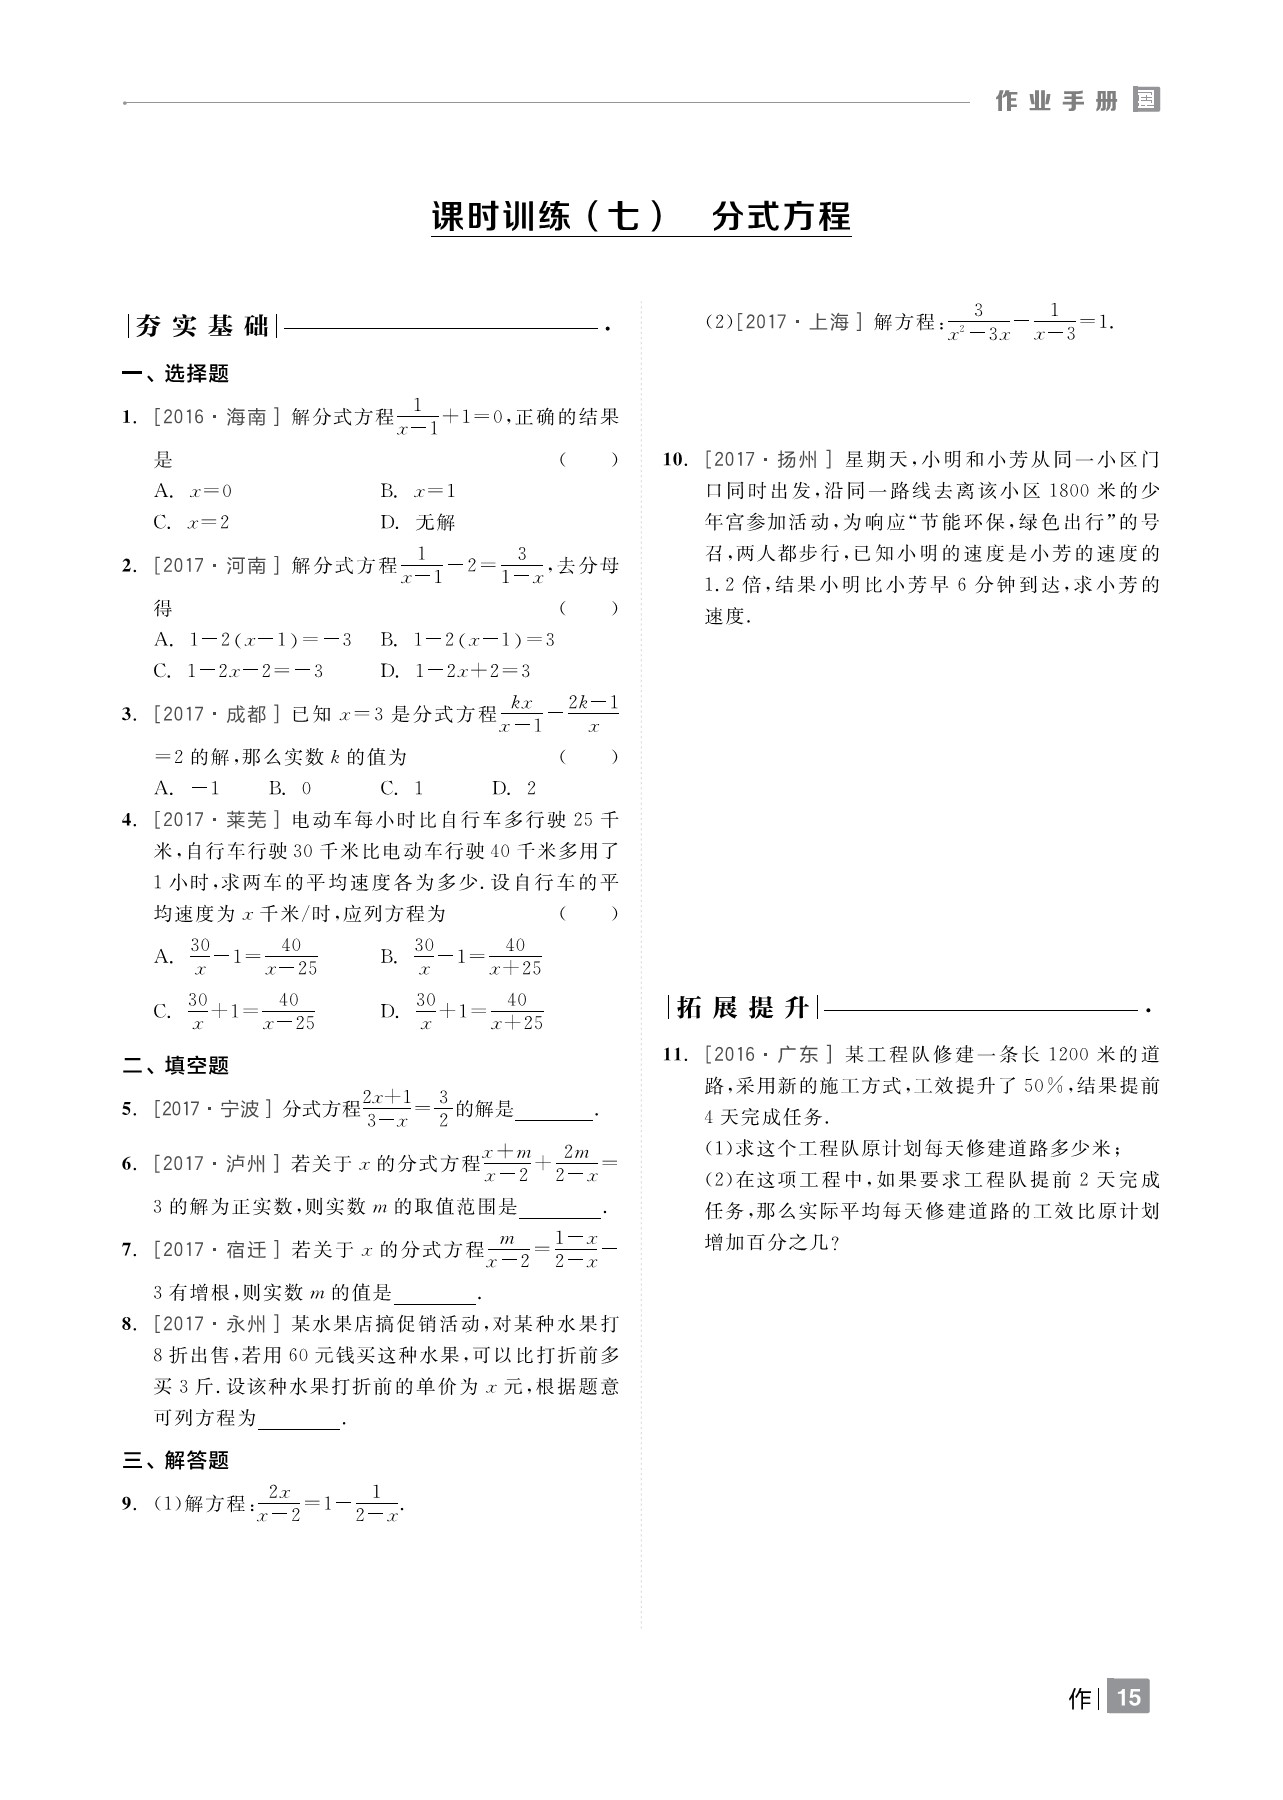 作业手册
课时训练（七） 分式方程
夯实基础
一、选择题
1. [2016·海南] 解分式方程\frac{1}{x-1}+1=0,正确的结果
是 ( )
A. x=0 B. x=1
C. x=2 D. 无解
2. [2017·河南] 解分式方程\frac{1}{x-1}-2=\frac{3}{1-x},去分母
得 ( )
A. 1-2(x-1)=-3 B. 1-2(x-1)=3
C. 1-2x-2=-3 D. 1-2x+2=3
3. [2017·成都] 已知 x=3 是分式方程\frac{kx}{x-1}-\frac{2k-1}{x}
=2 的解,那么实数 k 的值为 ( )
A. -1 B. 0 C. 1 D. 2
4. [2017·莱芜] 电动车每小时比自行车多行驶 25 千
米,自行车行驶 30 千米比电动车行驶 40 千米多用了
1 小时,求两车的平均速度各为多少.设自行车的平
均速度为 x 千米/时,应列方程为 ( )
A. \frac{30}{x}-1=\frac{40}{x-25} B. \frac{30}{x}-1=\frac{40}{x+25}
C. \frac{30}{x}+1=\frac{40}{x-25} D. \frac{30}{x}+1=\frac{40}{x+25}
二、填空题
5. [2017·宁波] 分式方程\frac{2x+1}{3-x}=\frac{3}{2}的解是________.
6. [2017·泸州] 若关于 x 的分式方程\frac{x+m}{x-2}+\frac{2m}{2-x}=
3 的解为正实数,则实数 m 的取值范围是________.
7. [2017·宿迁] 若关于 x 的分式方程\frac{m}{x-2}=\frac{1-x}{2-x}-
3 有增根,则实数 m 的值是________.
8. [2017·永州] 某水果店搞促销活动,对某种水果打
8 折出售,若用 60 元钱买这种水果,可以比打折前多
买 3 斤.设该种水果打折前的单价为 x 元,根据题意
可列方程为________.
三、解答题
9. (1)解方程:\frac{2x}{x-2}=1-\frac{1}{2-x}.
(2)[2017·上海] 解方程:\frac{3}{x^2-3x}-\frac{1}{x-3}=1.
10. [2017·扬州] 星期天,小明和小芳从同一小区门
口同时出发,沿同一路线去离该小区 1800 米的少
年宫参加活动,为响应“节能环保,绿色出行”的号
召,两人都步行,已知小明的速度是小芳的速度的
1.2 倍,结果小明比小芳早 6 分钟到达,求小芳的
速度.
拓展提升
11. [2016·广东] 某工程队修建一条长 1200 米的道
路,采用新的施工方式,工效提升了 50%,结果提前
4 天完成任务.
(1)求这个工程队原计划每天修建道路多少米;
(2)在这项工程中,如果要求工程队提前 2 天完成
任务,那么实际平均每天修建道路的工效比原计划
增加百分之几?
作 15